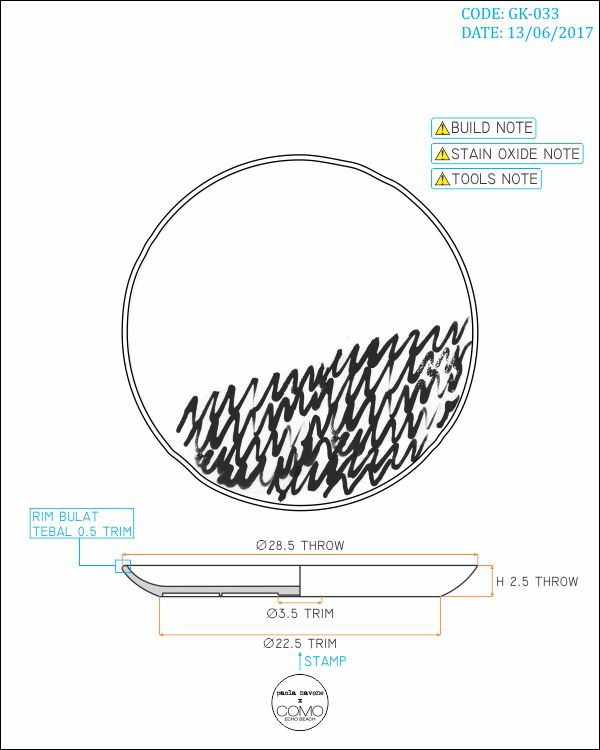 CODE: GK-033
DATE: 13/06/2017
BUILD NOTE
STAIN OXIDE NOTE
TOOLS NOTE
RIM BULAT
TEBAL 0.5 TRIM
Ø28.5 THROW
H 2.5 THROW
Ø3.5 TRIM
Ø22.5 TRIM
STAMP
paola navone
x
COMO
ECHO BEACH